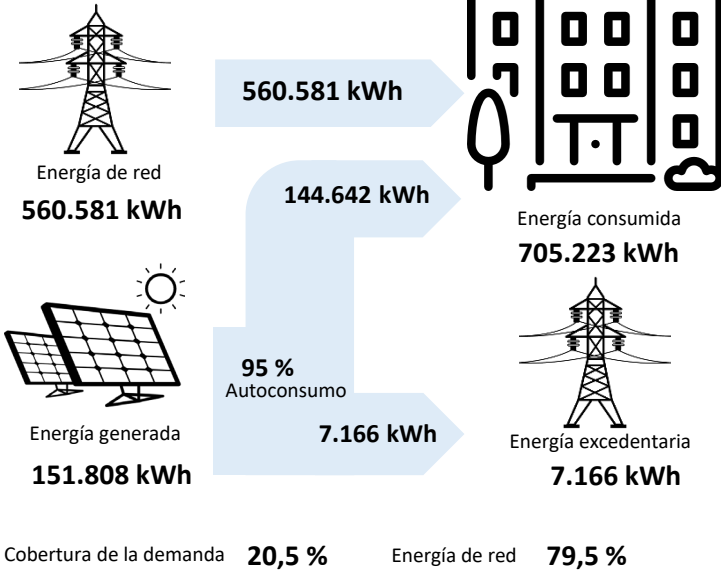 560.581 kWh
Energía de red
560.581 kWh
144.642 kWh
Energía consumida
705.223 kWh
95 %
Autoconsumo
Energía generada
151.808 kWh
7.166 kWh
Energía excedentaria
7.166 kWh
Cobertura de la demanda 20,5 % Energía de red 79,5 %